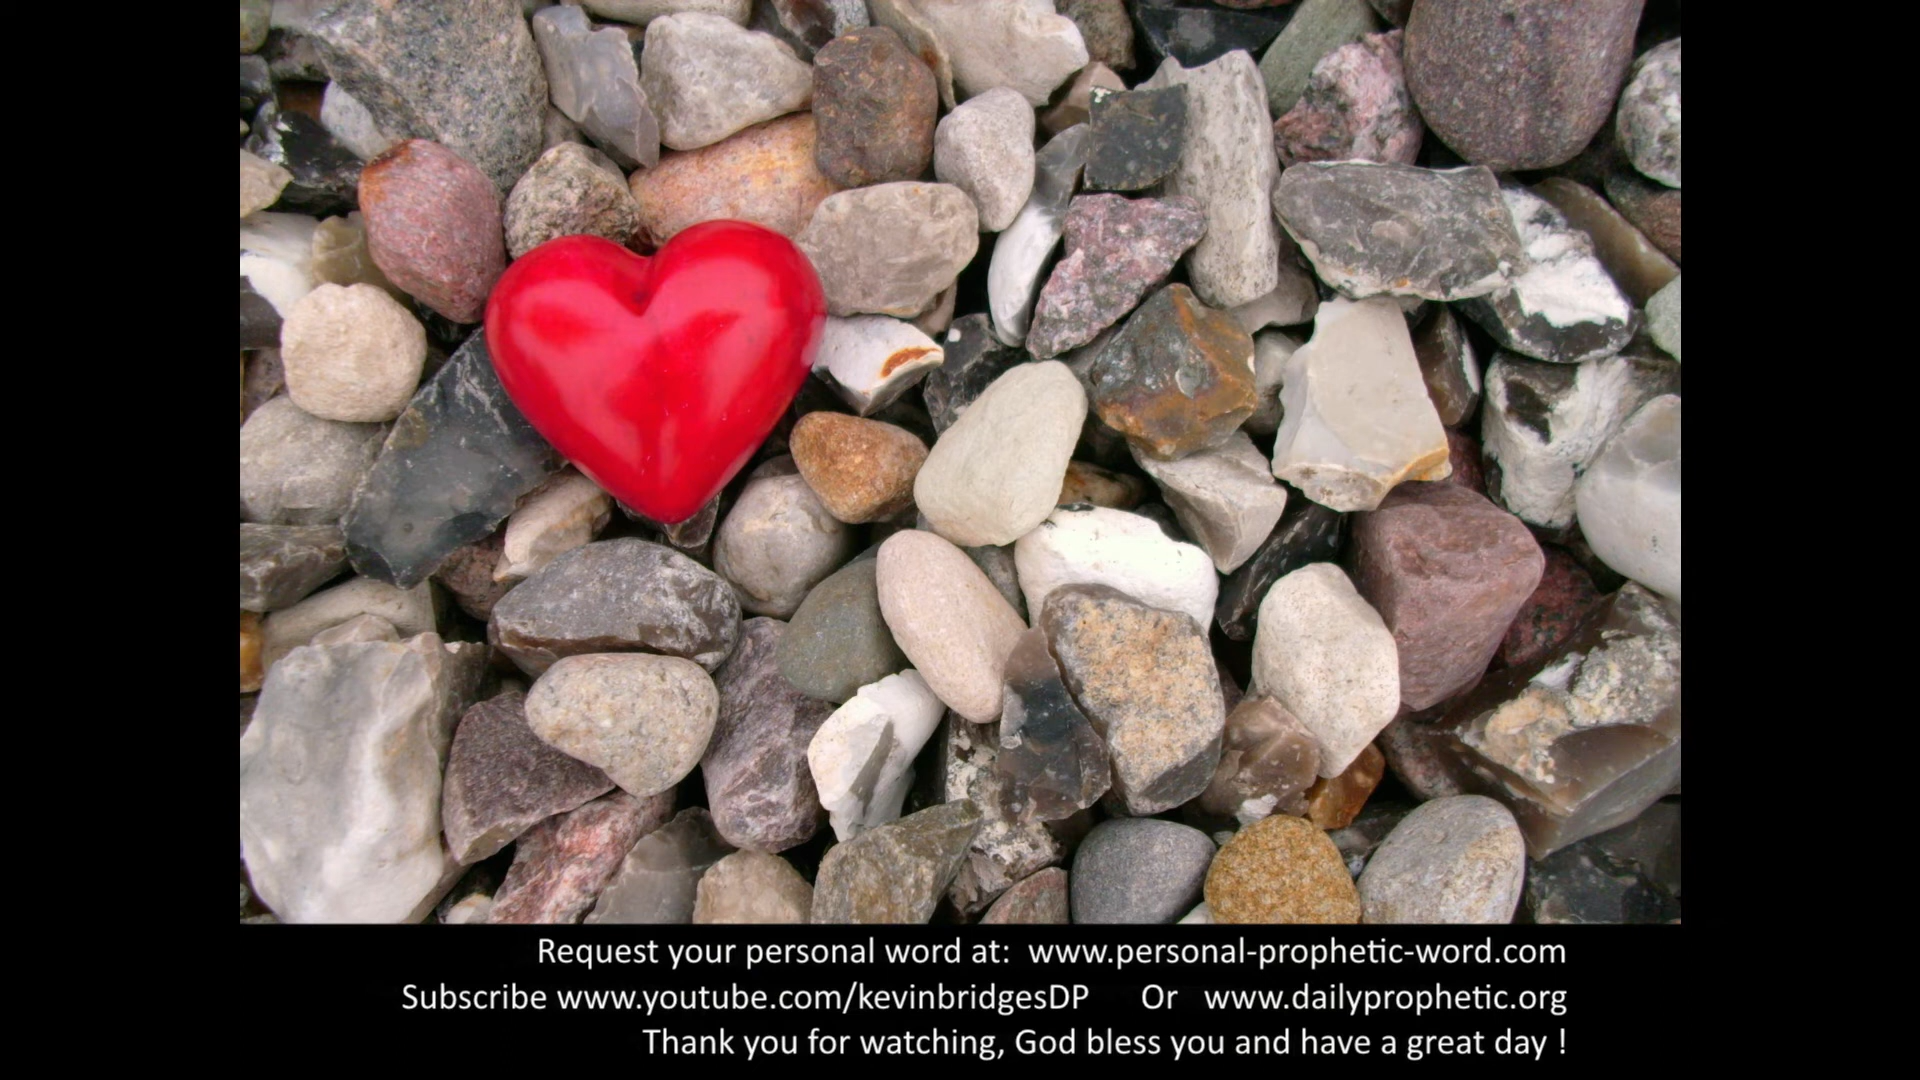 Request your personal word at:  www.personal-prophetic-word.com
Subscribe www.youtube.com/kevinbridgesDP      Or   www.dailyprophetic.org
Thank you for watching, God bless you and have a great day !